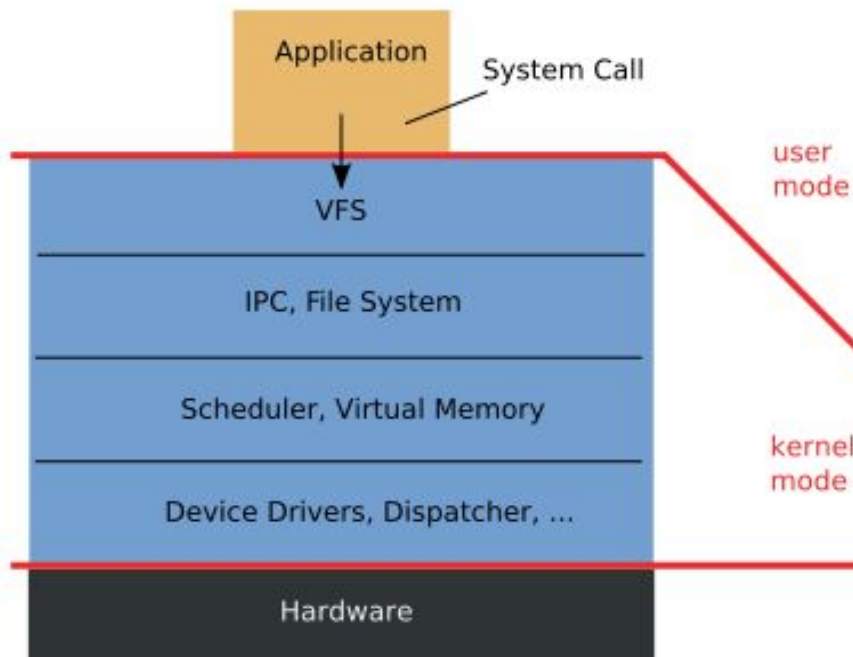 Application
System Call
user
mode
VFS
IPC, File System
Scheduler, Virtual Memory
kernel
mode
Device Drivers, Dispatcher, ...
Hardware